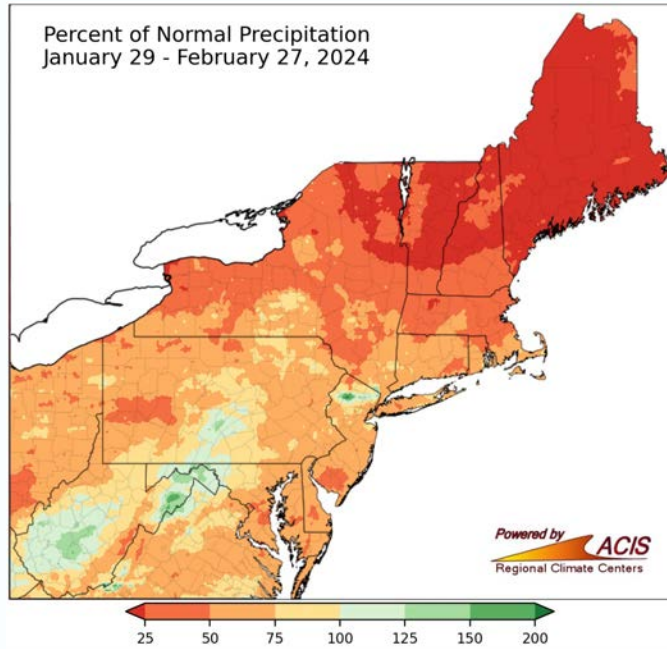 Percent of Normal Precipitation
January 29 - February 27, 2024
Powered by
ACIS
Regional Climate Centers
25 50 75 100 125 150 200